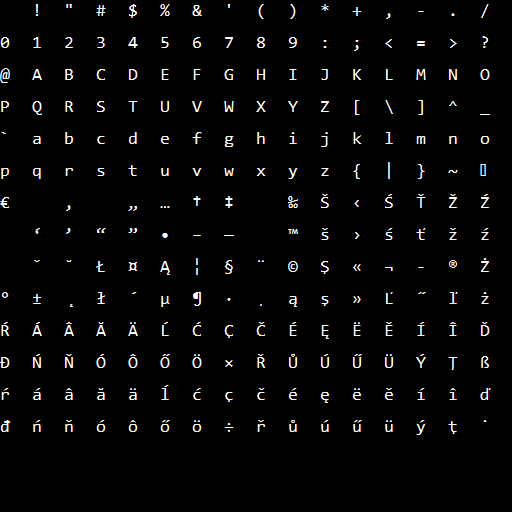 ! " # $ % & ' ( ) * + , - . /
0 1 2 3 4 5 6 7 8 9 : ; < = > ?
@ A B C D E F G H I J K L M N O
P Q R S T U V W X Y Z [ \ ] ^ _
` a b c d e f g h i j k l m n o
p q r s t u v w x y z { | } ~ ▯
€ ‚ „ … † ‡ ‰ Š ‹ Ś Ť Ž Ź
‘ ’ “ ” • – — ™ š › ś ť ž ź
ˇ ˘ Ł ¤ Ą ¦ § ¨ © Ş « ¬ - ® Ż
° ± ˛ ł ´ µ ¶ · ¸ ą ş » Ľ ˝ ľ ż
Ŕ Á Â Ă Ä Ĺ Ć Ç Č É Ę Ë Ě Í Î Ď
Đ Ń Ň Ó Ô Ő Ö × Ř Ů Ú Ű Ü Ý Ţ ß
ŕ á â ă ä ĺ ć ç č é ę ë ě í î ď
đ ń ň ó ô ő ö ÷ ř ů ú ű ü ý ţ ˙